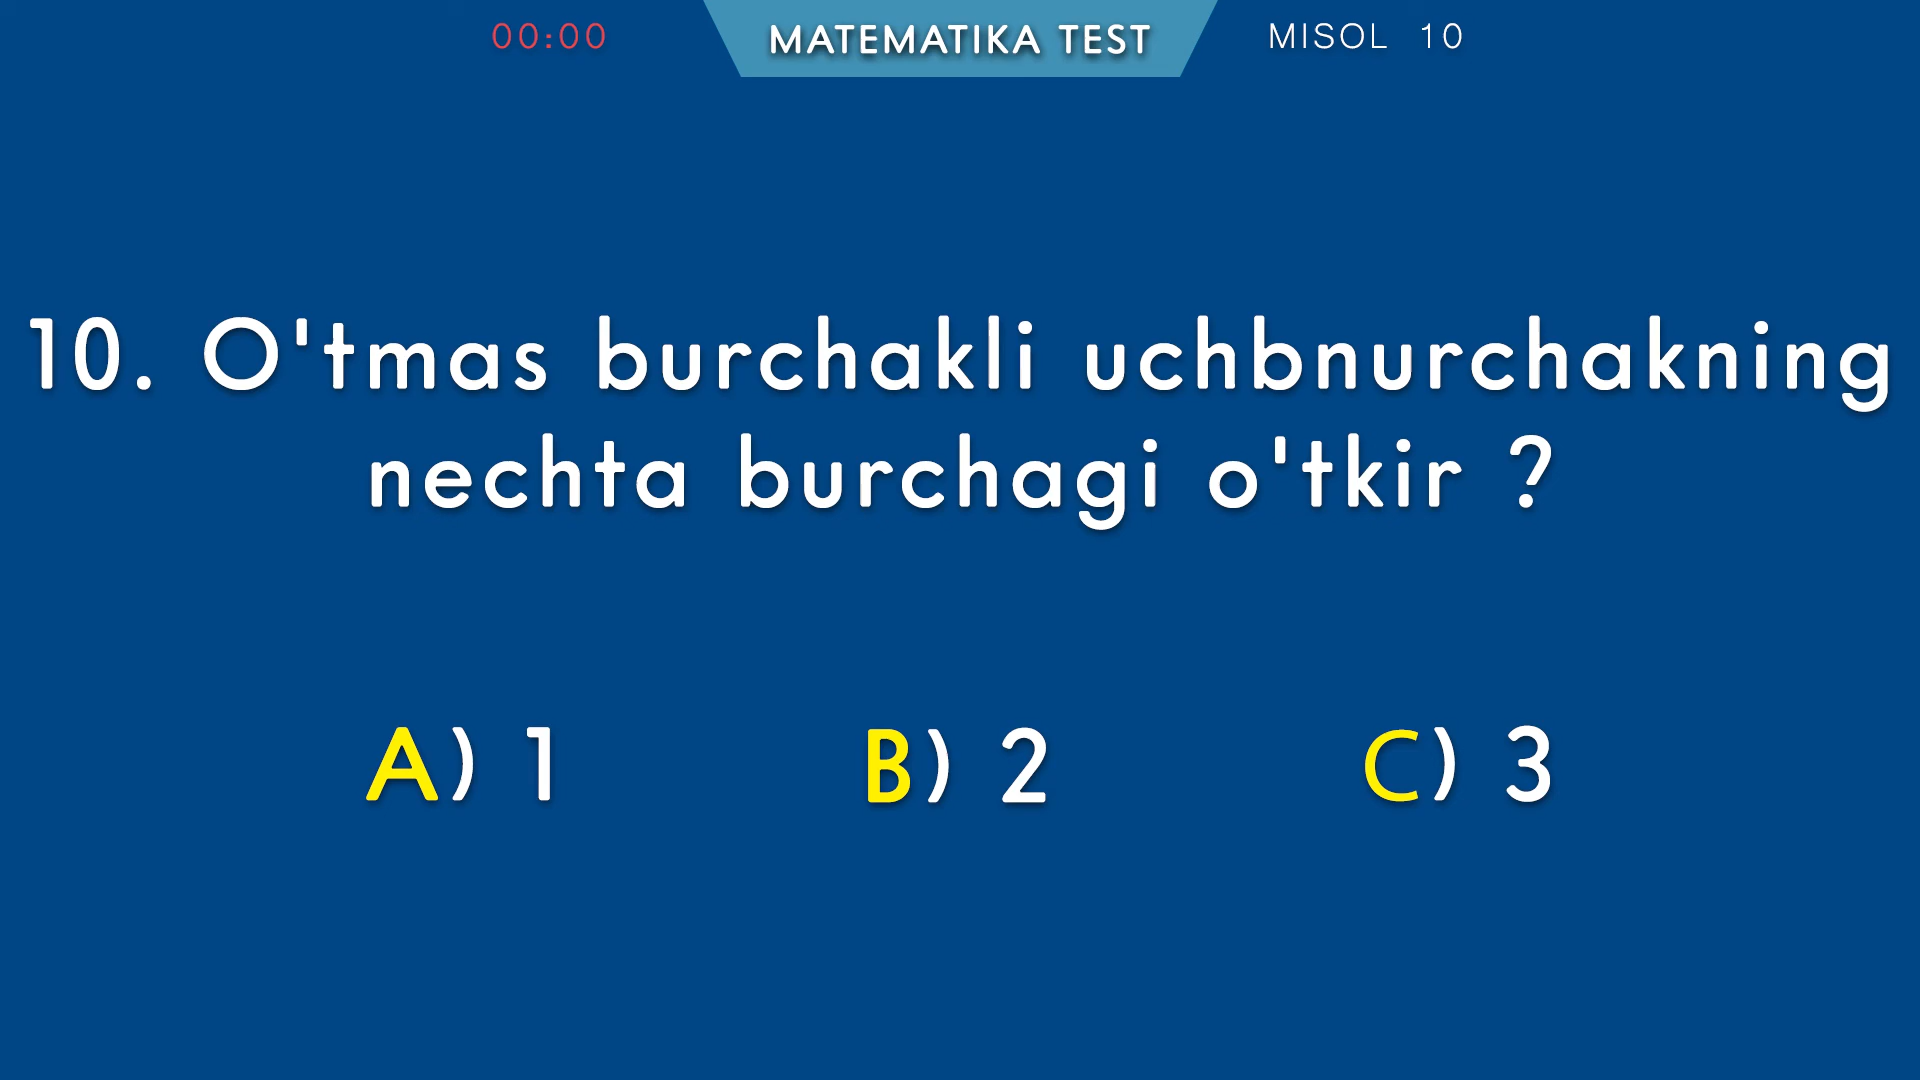 00:00
MATEMATIKA TEST
MISOL 10
10. O'tmas burchakli uchbnurchakning
nechta burchagi o'tkir ?
A) 1
B) 2
C) 3